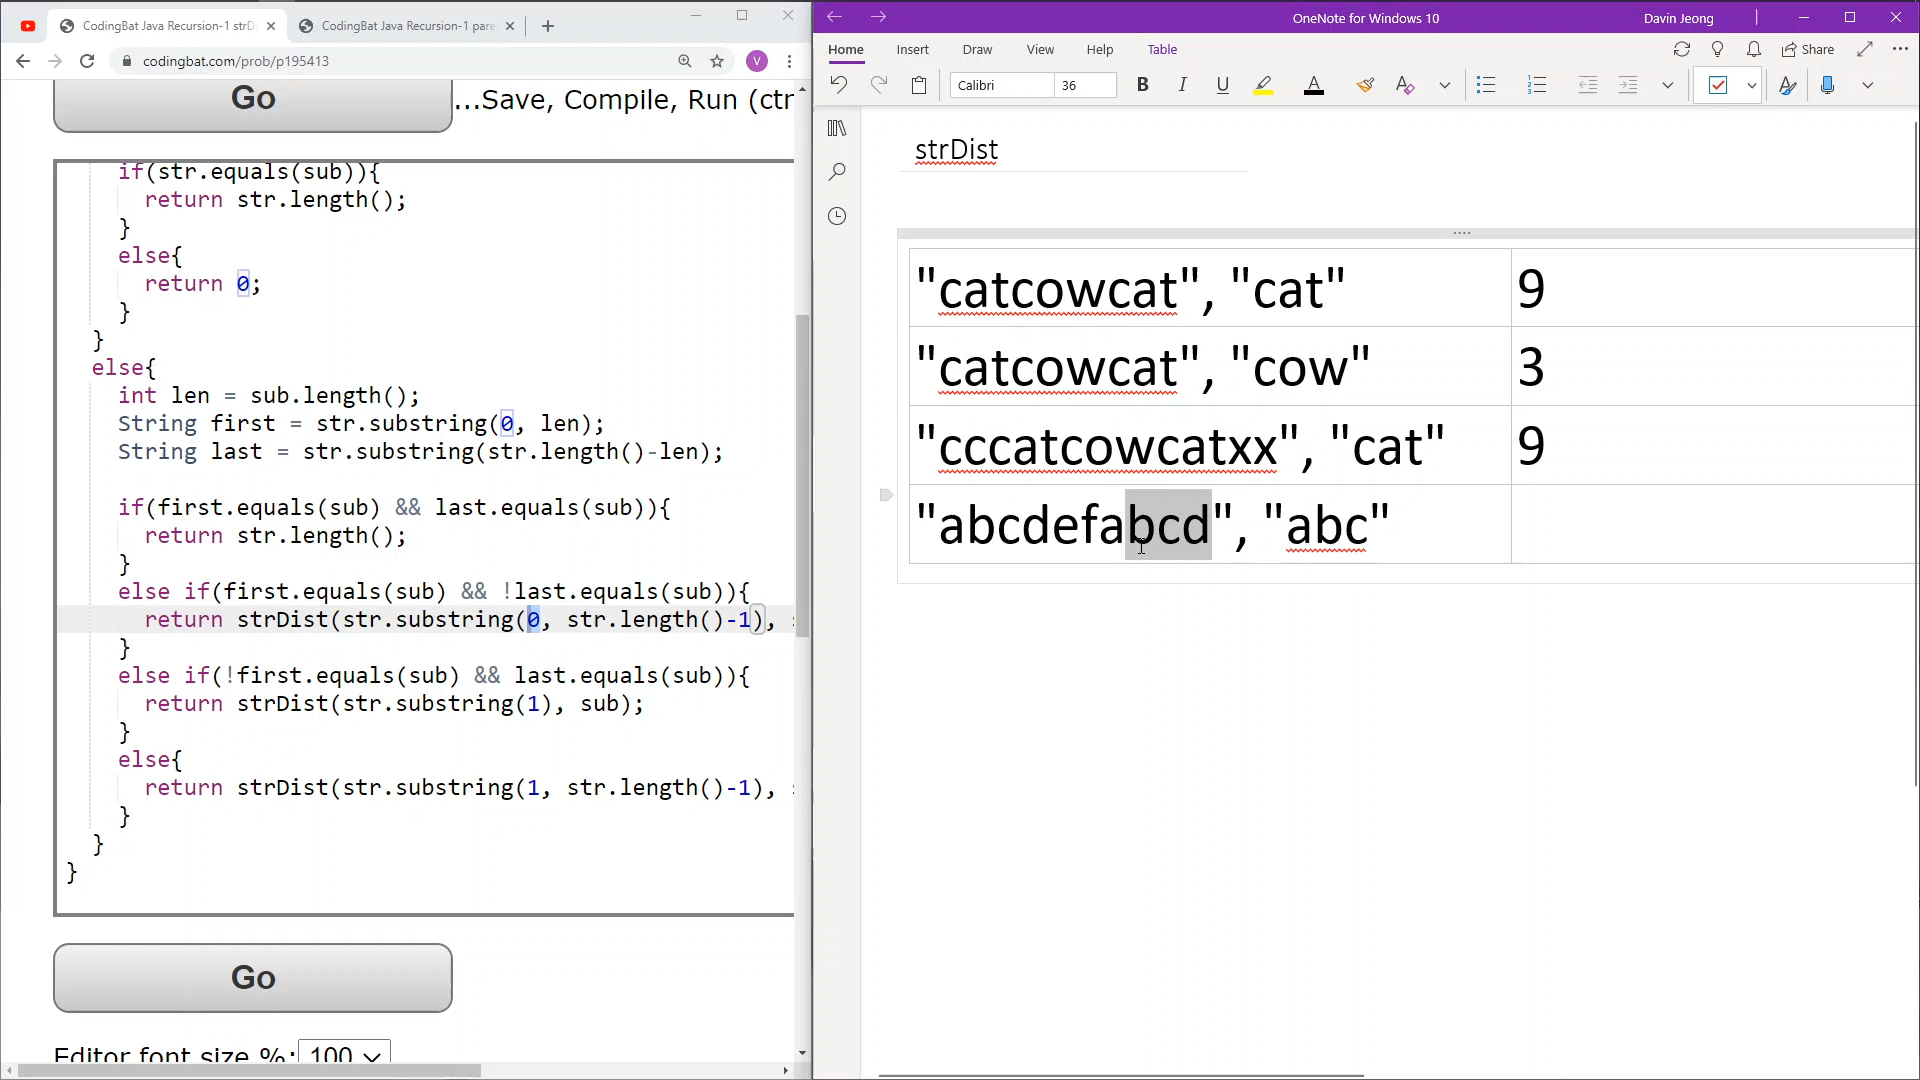 CodingBat Java Recursion-1 strDi
CodingBat Java Recursion-1 pare
codingbat.com/prob/p195413
V
Go
...Save, Compile, Run (ctr
if(str.equals(sub)){
return str.length();
}
else{
return 0;
}
}
else{
int len = sub.length();
String first = str.substring(0, len);
String last = str.substring(str.length()-len);
if(first.equals(sub) && last.equals(sub)){
return str.length();
}
else if(first.equals(sub) && !last.equals(sub)){
return strDist(str.substring(0, str.length()-1),
}
else if(!first.equals(sub) && last.equals(sub)){
return strDist(str.substring(1), sub);
}
else{
return strDist(str.substring(1, str.length()-1),
}
}
}
Go
Editor font size %: 100
OneNote for Windows 10
Davin Jeong
Home Insert Draw View Help Table
Share
Calibri 36 B I U A A
strDist
"catcowcat", "cat" 9
"catcowcat", "cow" 3
"cccatcowcatxx", "cat" 9
"abcdefabcd", "abc"